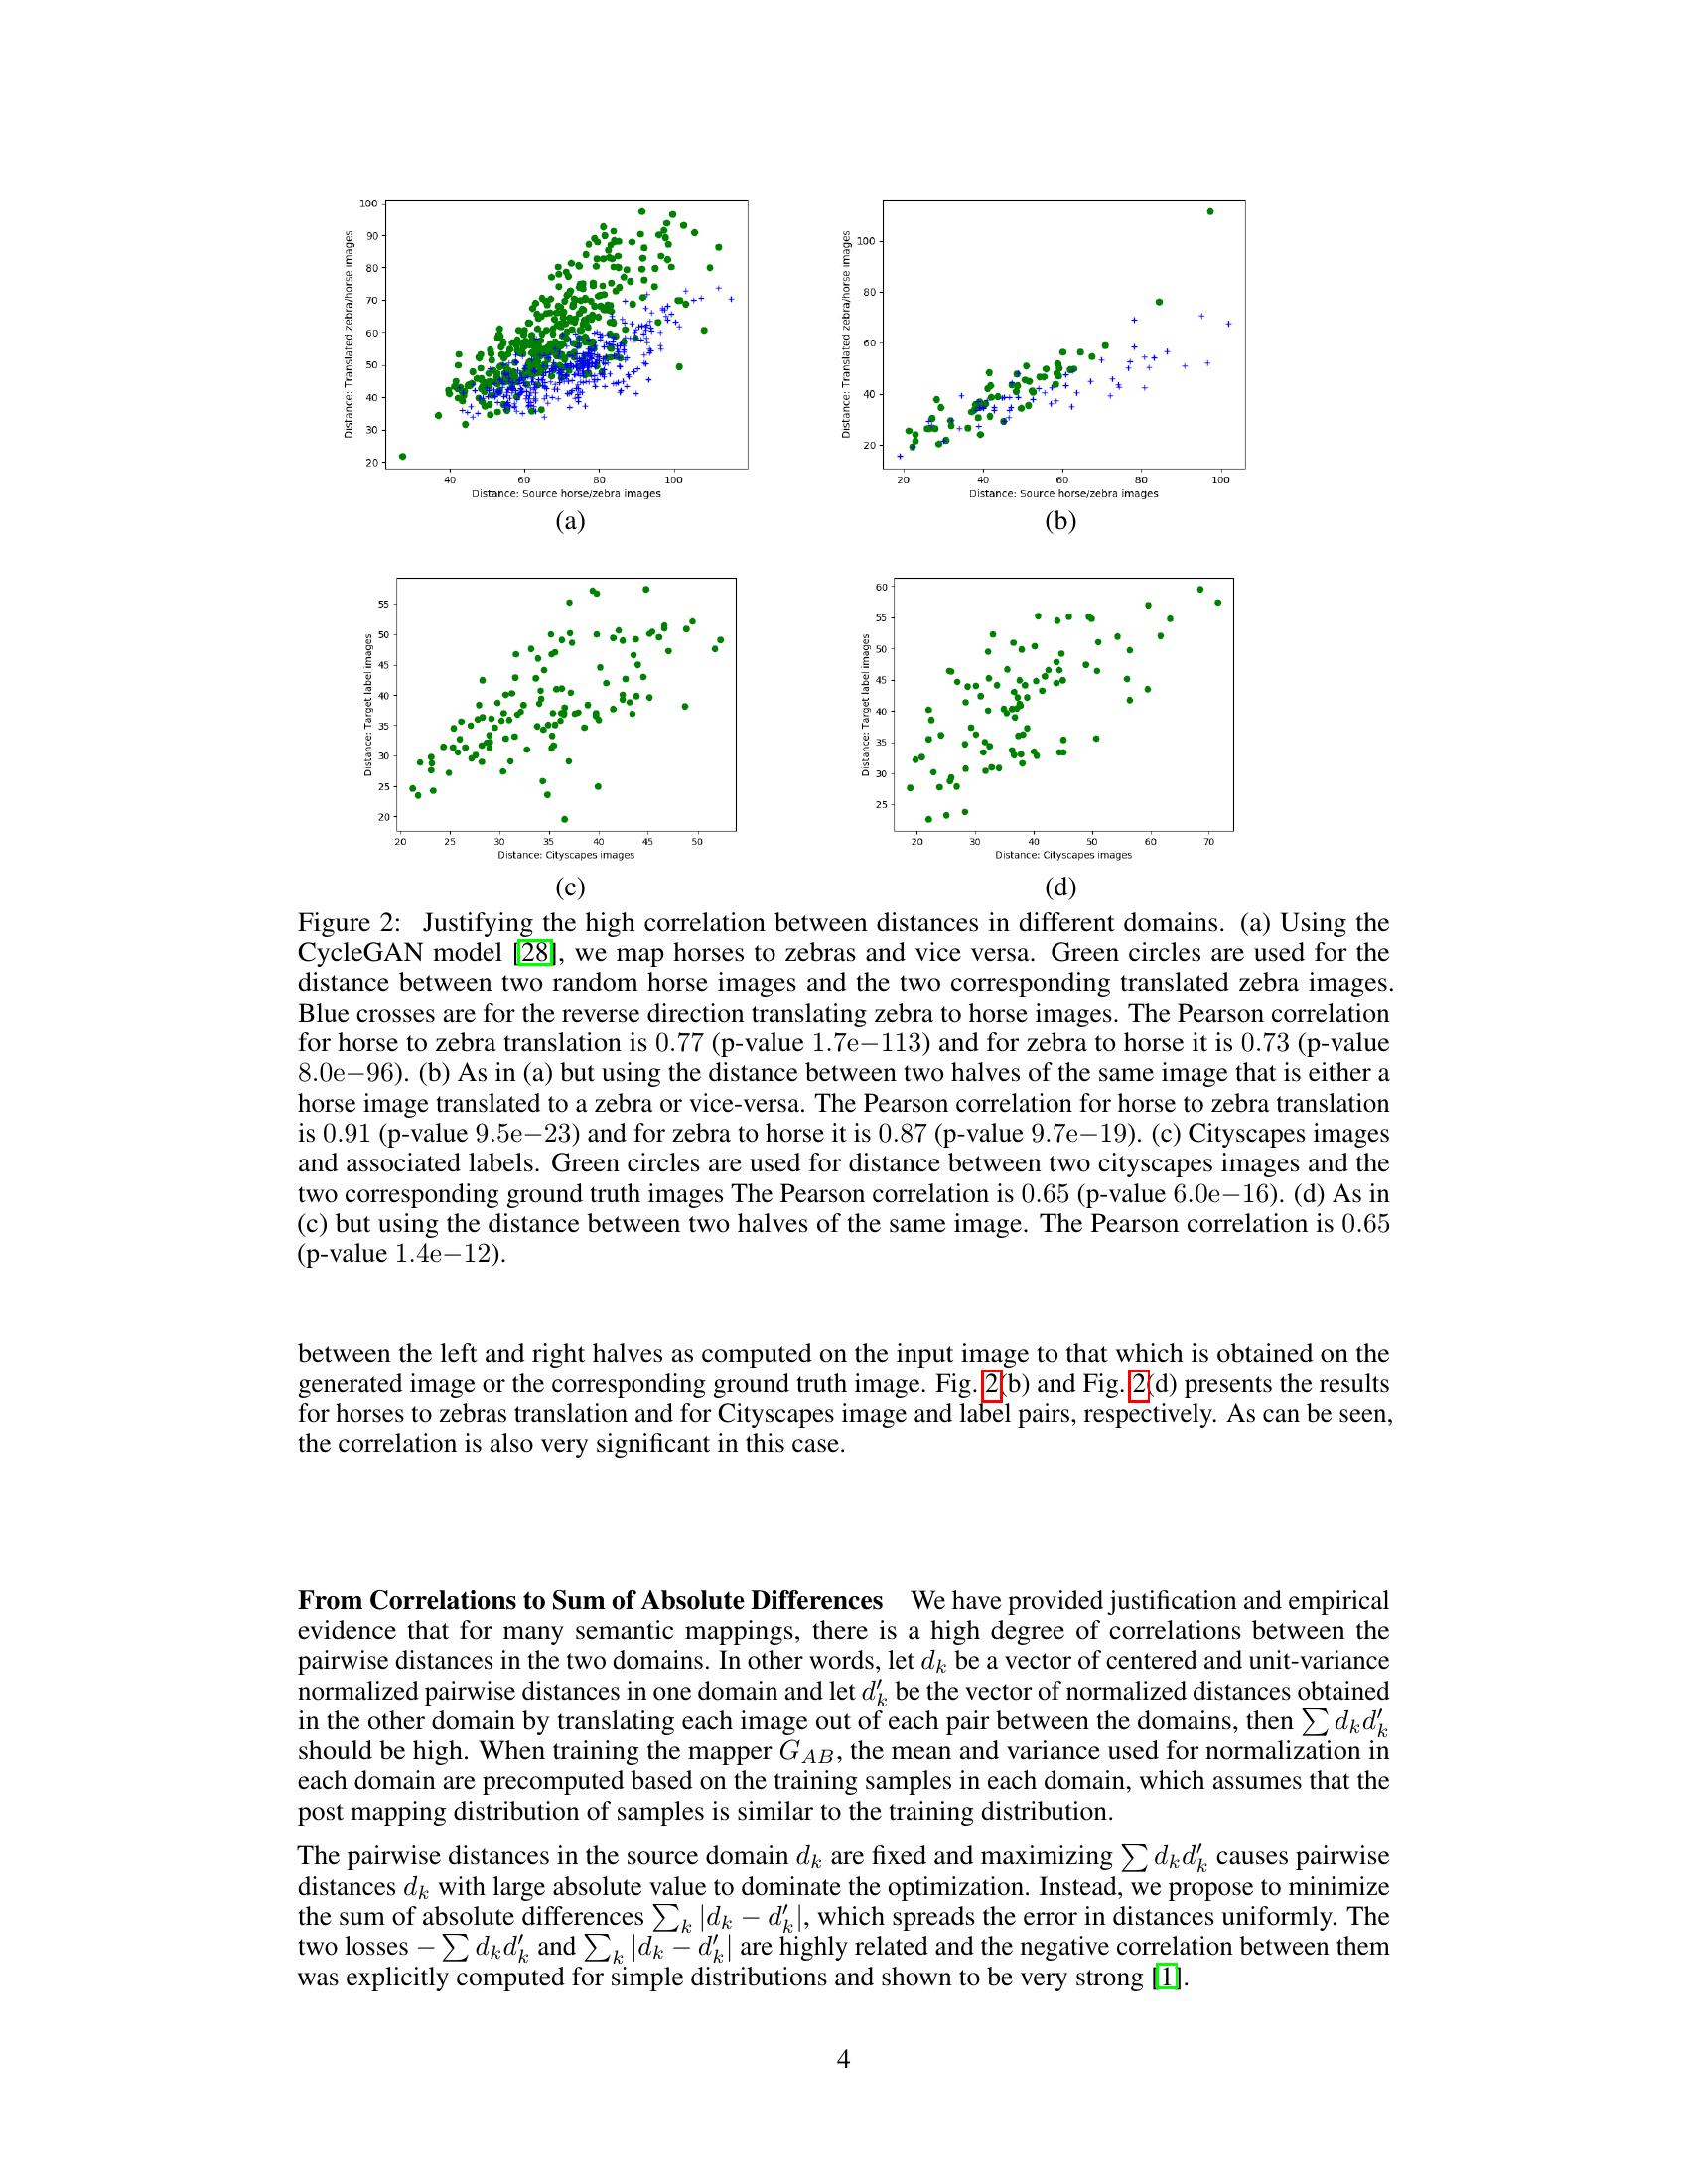 100
90
80
70
60
50
40
30
20
40
60
80
100
Distance: Translated zebra/horse images
Distance: Source horse/zebra images
(a)
100
80
60
40
20
20
40
60
80
100
Distance: Translated zebra/horse images
Distance: Source horse/zebra images
(b)
55
50
45
40
35
30
25
20
20
25
30
35
40
45
50
Distance: Target label images
Distance: Cityscapes images
(c)
60
55
50
45
40
35
30
25
20
30
40
50
60
70
Distance: Target label images
Distance: Cityscapes images
(d)
Figure 2: Justifying the high correlation between distances in different domains. (a) Using the
CycleGAN model [28], we map horses to zebras and vice versa. Green circles are used for the
distance between two random horse images and the two corresponding translated zebra images.
Blue crosses are for the reverse direction translating zebra to horse images. The Pearson correlation
for horse to zebra translation is 0.77 (p-value 1.7e−113) and for zebra to horse it is 0.73 (p-value
8.0e−96). (b) As in (a) but using the distance between two halves of the same image that is either a
horse image translated to a zebra or vice-versa. The Pearson correlation for horse to zebra translation
is 0.91 (p-value 9.5e−23) and for zebra to horse it is 0.87 (p-value 9.7e−19). (c) Cityscapes images
and associated labels. Green circles are used for distance between two cityscapes images and the
two corresponding ground truth images The Pearson correlation is 0.65 (p-value 6.0e−16). (d) As in
(c) but using the distance between two halves of the same image. The Pearson correlation is 0.65
(p-value 1.4e−12).
between the left and right halves as computed on the input image to that which is obtained on the
generated image or the corresponding ground truth image. Fig. 2(b) and Fig. 2(d) presents the results
for horses to zebras translation and for Cityscapes image and label pairs, respectively. As can be seen,
the correlation is also very significant in this case.
From Correlations to Sum of Absolute Differences We have provided justification and empirical
evidence that for many semantic mappings, there is a high degree of correlations between the
pairwise distances in the two domains. In other words, let d_k be a vector of centered and unit-variance
normalized pairwise distances in one domain and let d′_k be the vector of normalized distances obtained
in the other domain by translating each image out of each pair between the domains, then ∑ d_k d′_k
should be high. When training the mapper G_AB, the mean and variance used for normalization in
each domain are precomputed based on the training samples in each domain, which assumes that the
post mapping distribution of samples is similar to the training distribution.
The pairwise distances in the source domain d_k are fixed and maximizing ∑ d_k d′_k causes pairwise
distances d_k with large absolute value to dominate the optimization. Instead, we propose to minimize
the sum of absolute differences ∑_k |d_k − d′_k|, which spreads the error in distances uniformly. The
two losses − ∑ d_k d′_k and ∑_k |d_k − d′_k| are highly related and the negative correlation between them
was explicitly computed for simple distributions and shown to be very strong [1].
4